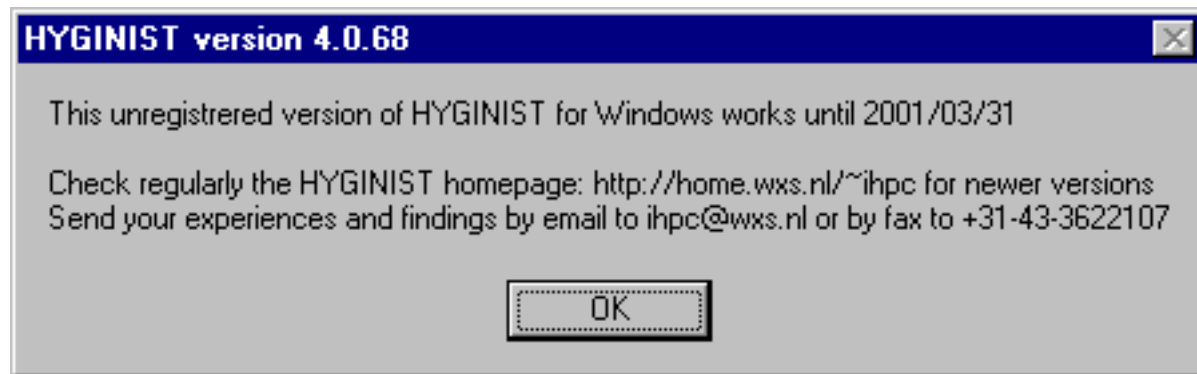 HYGINIST version 4.0.68
This unregistrered version of HYGINIST for Windows works until 2001/03/31
Check regularly the HYGINIST homepage: http://home.wxs.nl/~ihpc for newer versions
Send your experiences and findings by email to ihpc@wxs.nl or by fax to +31-43-3622107
OK